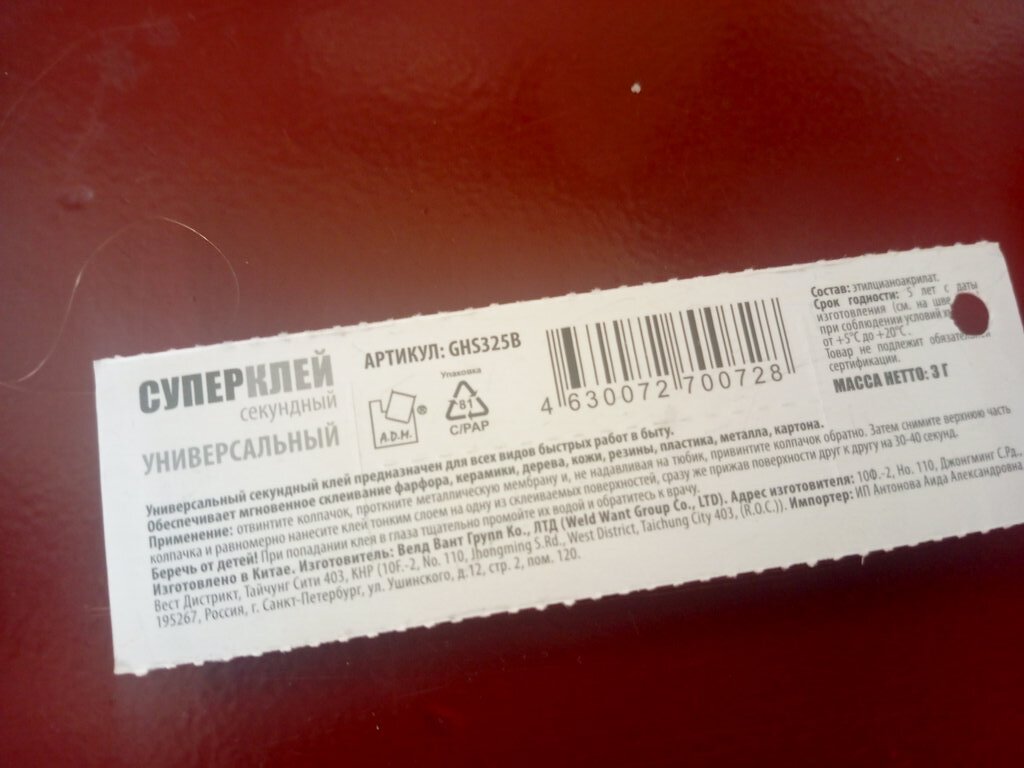 СУПЕРКЛЕЙ
секундный
УНИВЕРСАЛЬНЫЙ
АРТИКУЛ: GHS325B
A.D.M.®
Упаковка
81
C/PAP
4 630072 700728
Состав: этилцианоакрилат.
Срок годности: 5 лет с даты
изготовления (см. на шве
при соблюдении условий
от +5°C до +20°C.
Товар не подлежит
сертификации.
МАССА НЕТТО: 3 Г
Универсальный секундный клей предназначен для всех видов быстрых работ в быту.
Обеспечивает мгновенное склеивание фарфора, керамики, дерева, кожи, резины, пластика, металла, картона.
Применение: отвинтите колпачок, проткните металлическую мембрану и, не надавливая на тюбик, привинтите колпачок обратно. Затем снимите верхнюю часть
колпачка и равномерно нанесите клей тонким слоем на одну из склеиваемых поверхностей, сразу же прижав поверхности друг к другу на 30-40 секунд.
Беречь от детей! При попадании клея в глаза тщательно промойте их водой и обратитесь к врачу.
Изготовлено в Китае. Изготовитель: Велд Вант Групп Ко., ЛТД (Weld Want Group Co., LTD). Адрес изготовителя: 10Ф.-2, Но. 110, Джонгминг С.Рд.,
Вест Дистрикт, Тайчунг Сити 403, КНР (10F.-2, No. 110, Jhongming S.Rd., West District, Taichung City 403, (R.O.C.)). Импортер: ИП Антонова Аида Александровна
195267, Россия, г. Санкт-Петербург, ул. Ушинского, д.12, стр. 2, пом. 120.